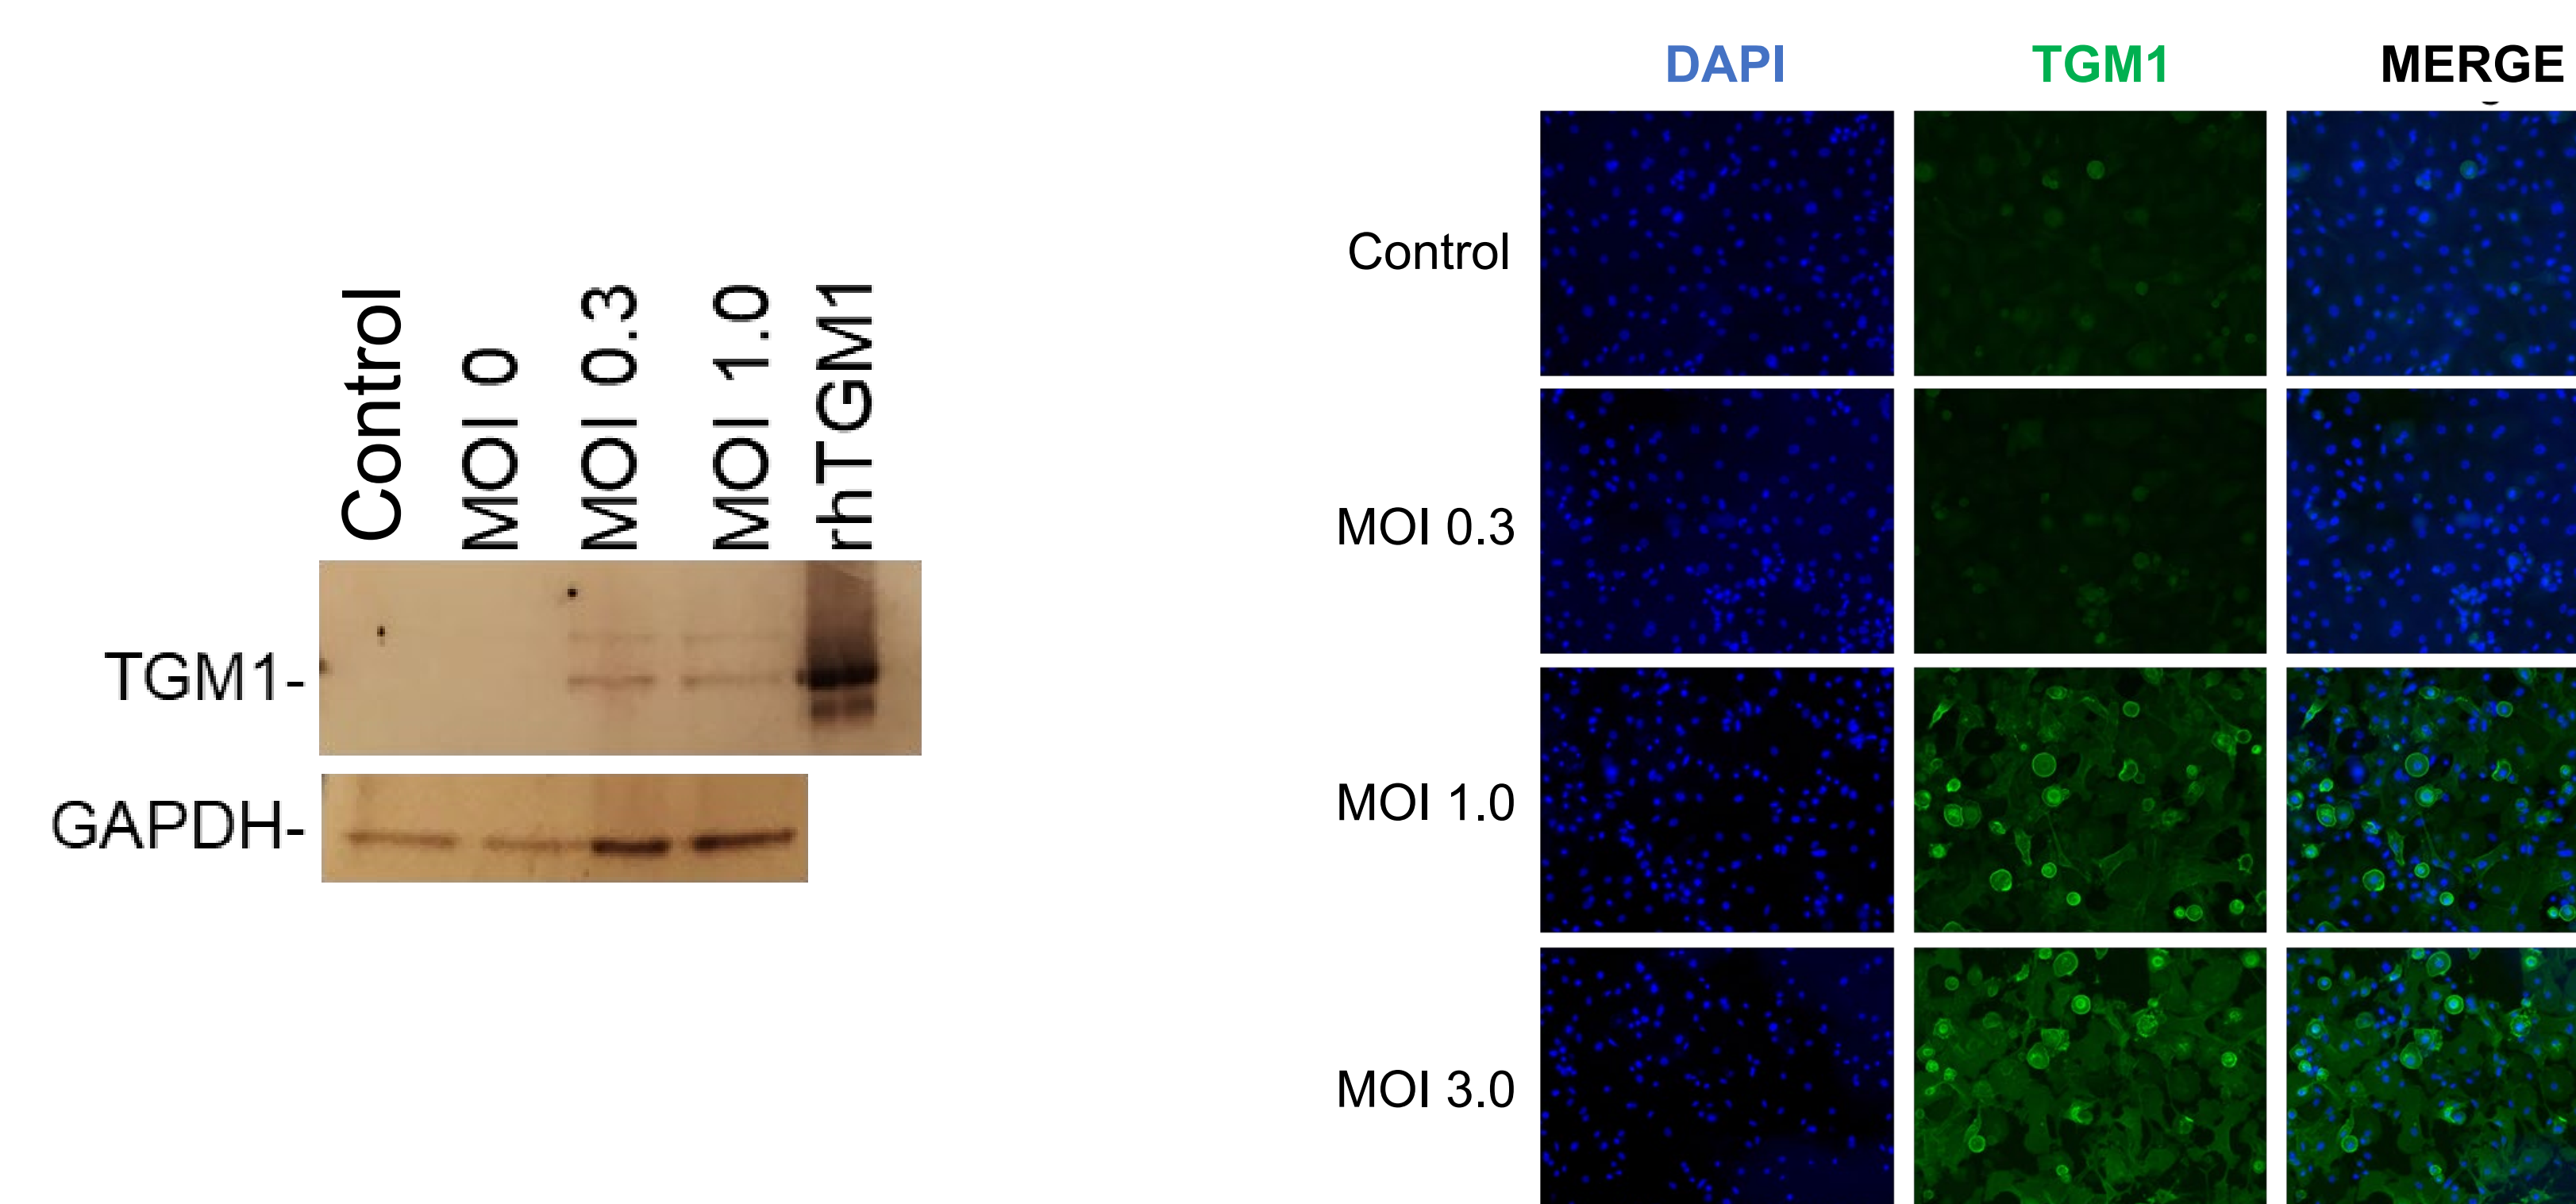 Control
MOI 0
MOI 0.3
MOI 1.0
rhTGM1
TGM1-
GAPDH-
DAPI
TGM1
MERGE
Control
MOI 0.3
MOI 1.0
MOI 3.0